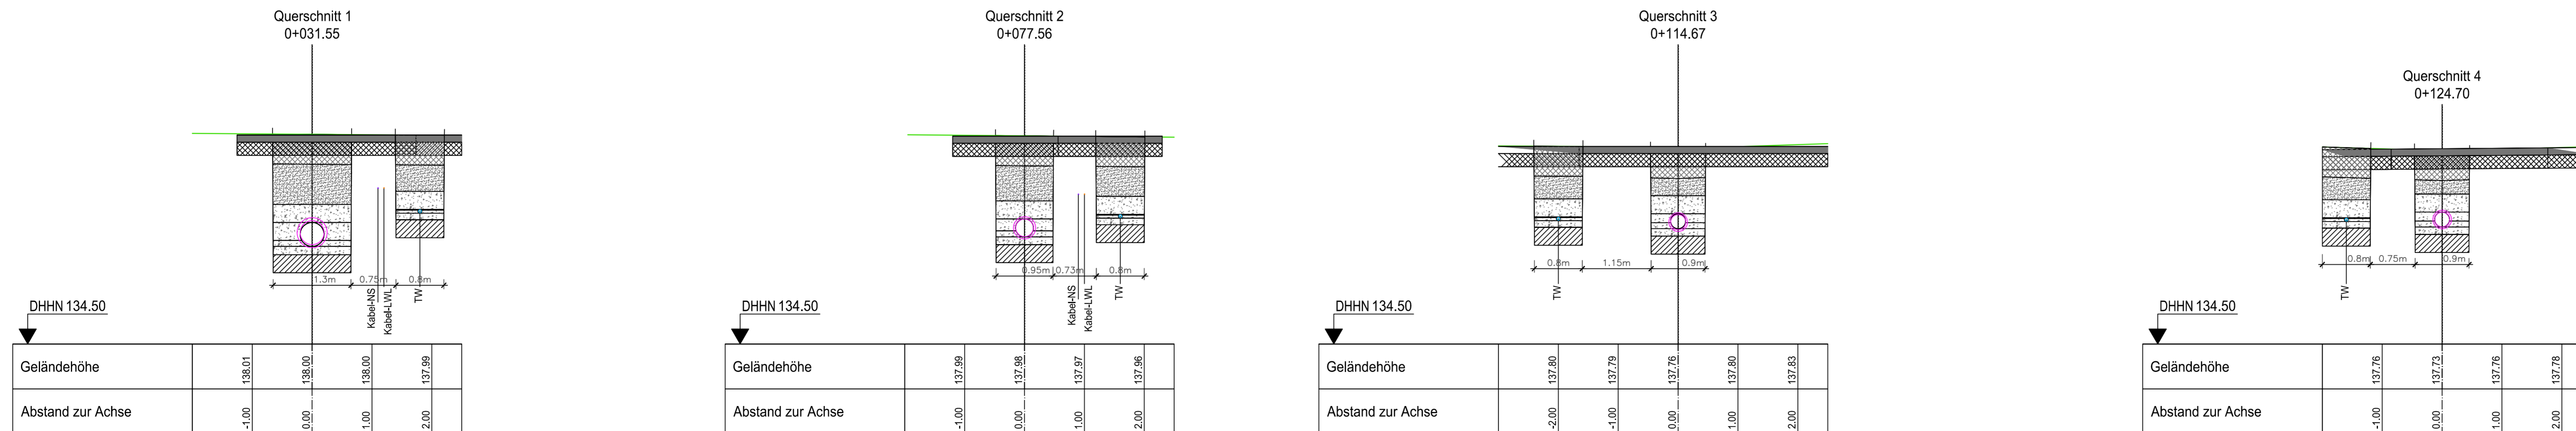 Querschnitt 1
0+031.55
1.3m
0.75m
0.8m
Kabel-NS
Kabel-LWL
TW
DHHN 134.50
Geländehöhe
138.01
138.00
138.00
137.99
Abstand zur Achse
-1.00
0.00
1.00
2.00
Querschnitt 2
0+077.56
0.95m
0.73m
0.8m
Kabel-NS
Kabel-LWL
TW
DHHN 134.50
Geländehöhe
137.99
137.98
137.97
137.96
Abstand zur Achse
-1.00
0.00
1.00
2.00
Querschnitt 3
0+114.67
0.8m
1.15m
0.9m
TW
DHHN 134.50
Geländehöhe
137.80
137.79
137.76
137.80
137.83
Abstand zur Achse
-2.00
-1.00
0.00
1.00
2.00
Querschnitt 4
0+124.70
0.8m
0.75m
0.9m
TW
DHHN 134.50
Geländehöhe
137.76
137.73
137.76
137.78
Abstand zur Achse
-1.00
0.00
1.00
2.00